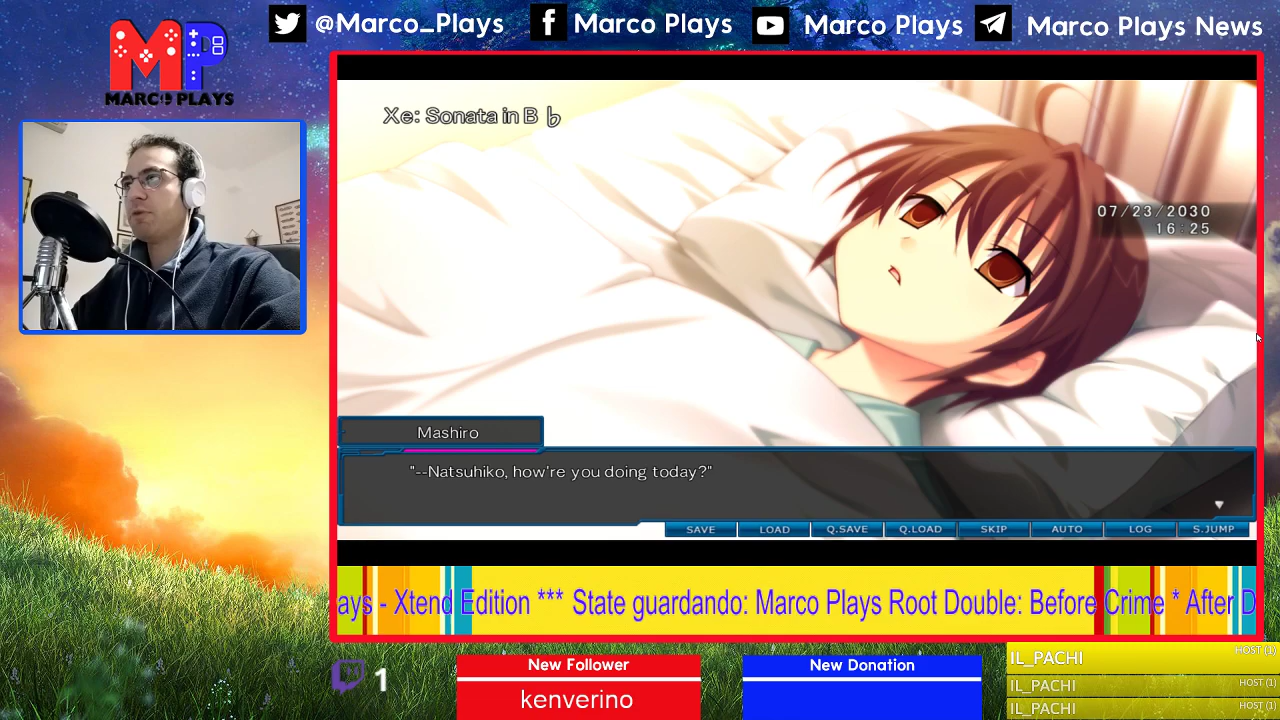 @Marco_Plays
Marco Plays
Marco Plays
Marco Plays News
MP
MARCO PLAYS
Xe: Sonata in B ♭
07/23/2030
16:25
Mashiro
"--Natsuhiko, how're you doing today?"
SAVE LOAD Q.SAVE Q.LOAD SKIP AUTO LOG S.JUMP
ays - Xtend Edition *** State guardando: Marco Plays Root Double: Before Crime * After D
1
New Follower
kenverino
New Donation
IL_PACHI HOST (1)
IL_PACHI HOST (1)
IL_PACHI HOST (1)